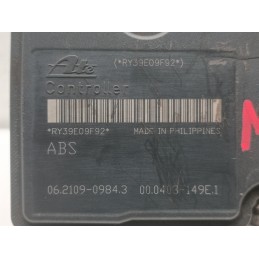 Ate (*RY39E09F92*)
Controller
*RY39E09F92* MADE IN PHILIPPINES
ABS
06.2109-0984.3 00.0403-149E.1